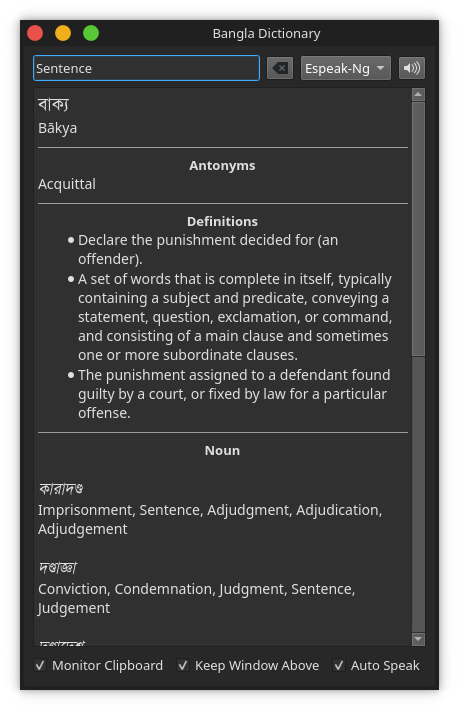 Bangla Dictionary
Sentence
Espeak-Ng
বাক্য
Bākya
Antonyms
Acquittal
Definitions
Declare the punishment decided for (an
offender).
A set of words that is complete in itself, typically
containing a subject and predicate, conveying a
statement, question, exclamation, or command,
and consisting of a main clause and sometimes
one or more subordinate clauses.
The punishment assigned to a defendant found
guilty by a court, or fixed by law for a particular
offense.
Noun
কারাদণ্ড
Imprisonment, Sentence, Adjudgment, Adjudication,
Adjudgement
দণ্ডাজ্ঞা
Conviction, Condemnation, Judgment, Sentence,
Judgement
Monitor Clipboard
Keep Window Above
Auto Speak